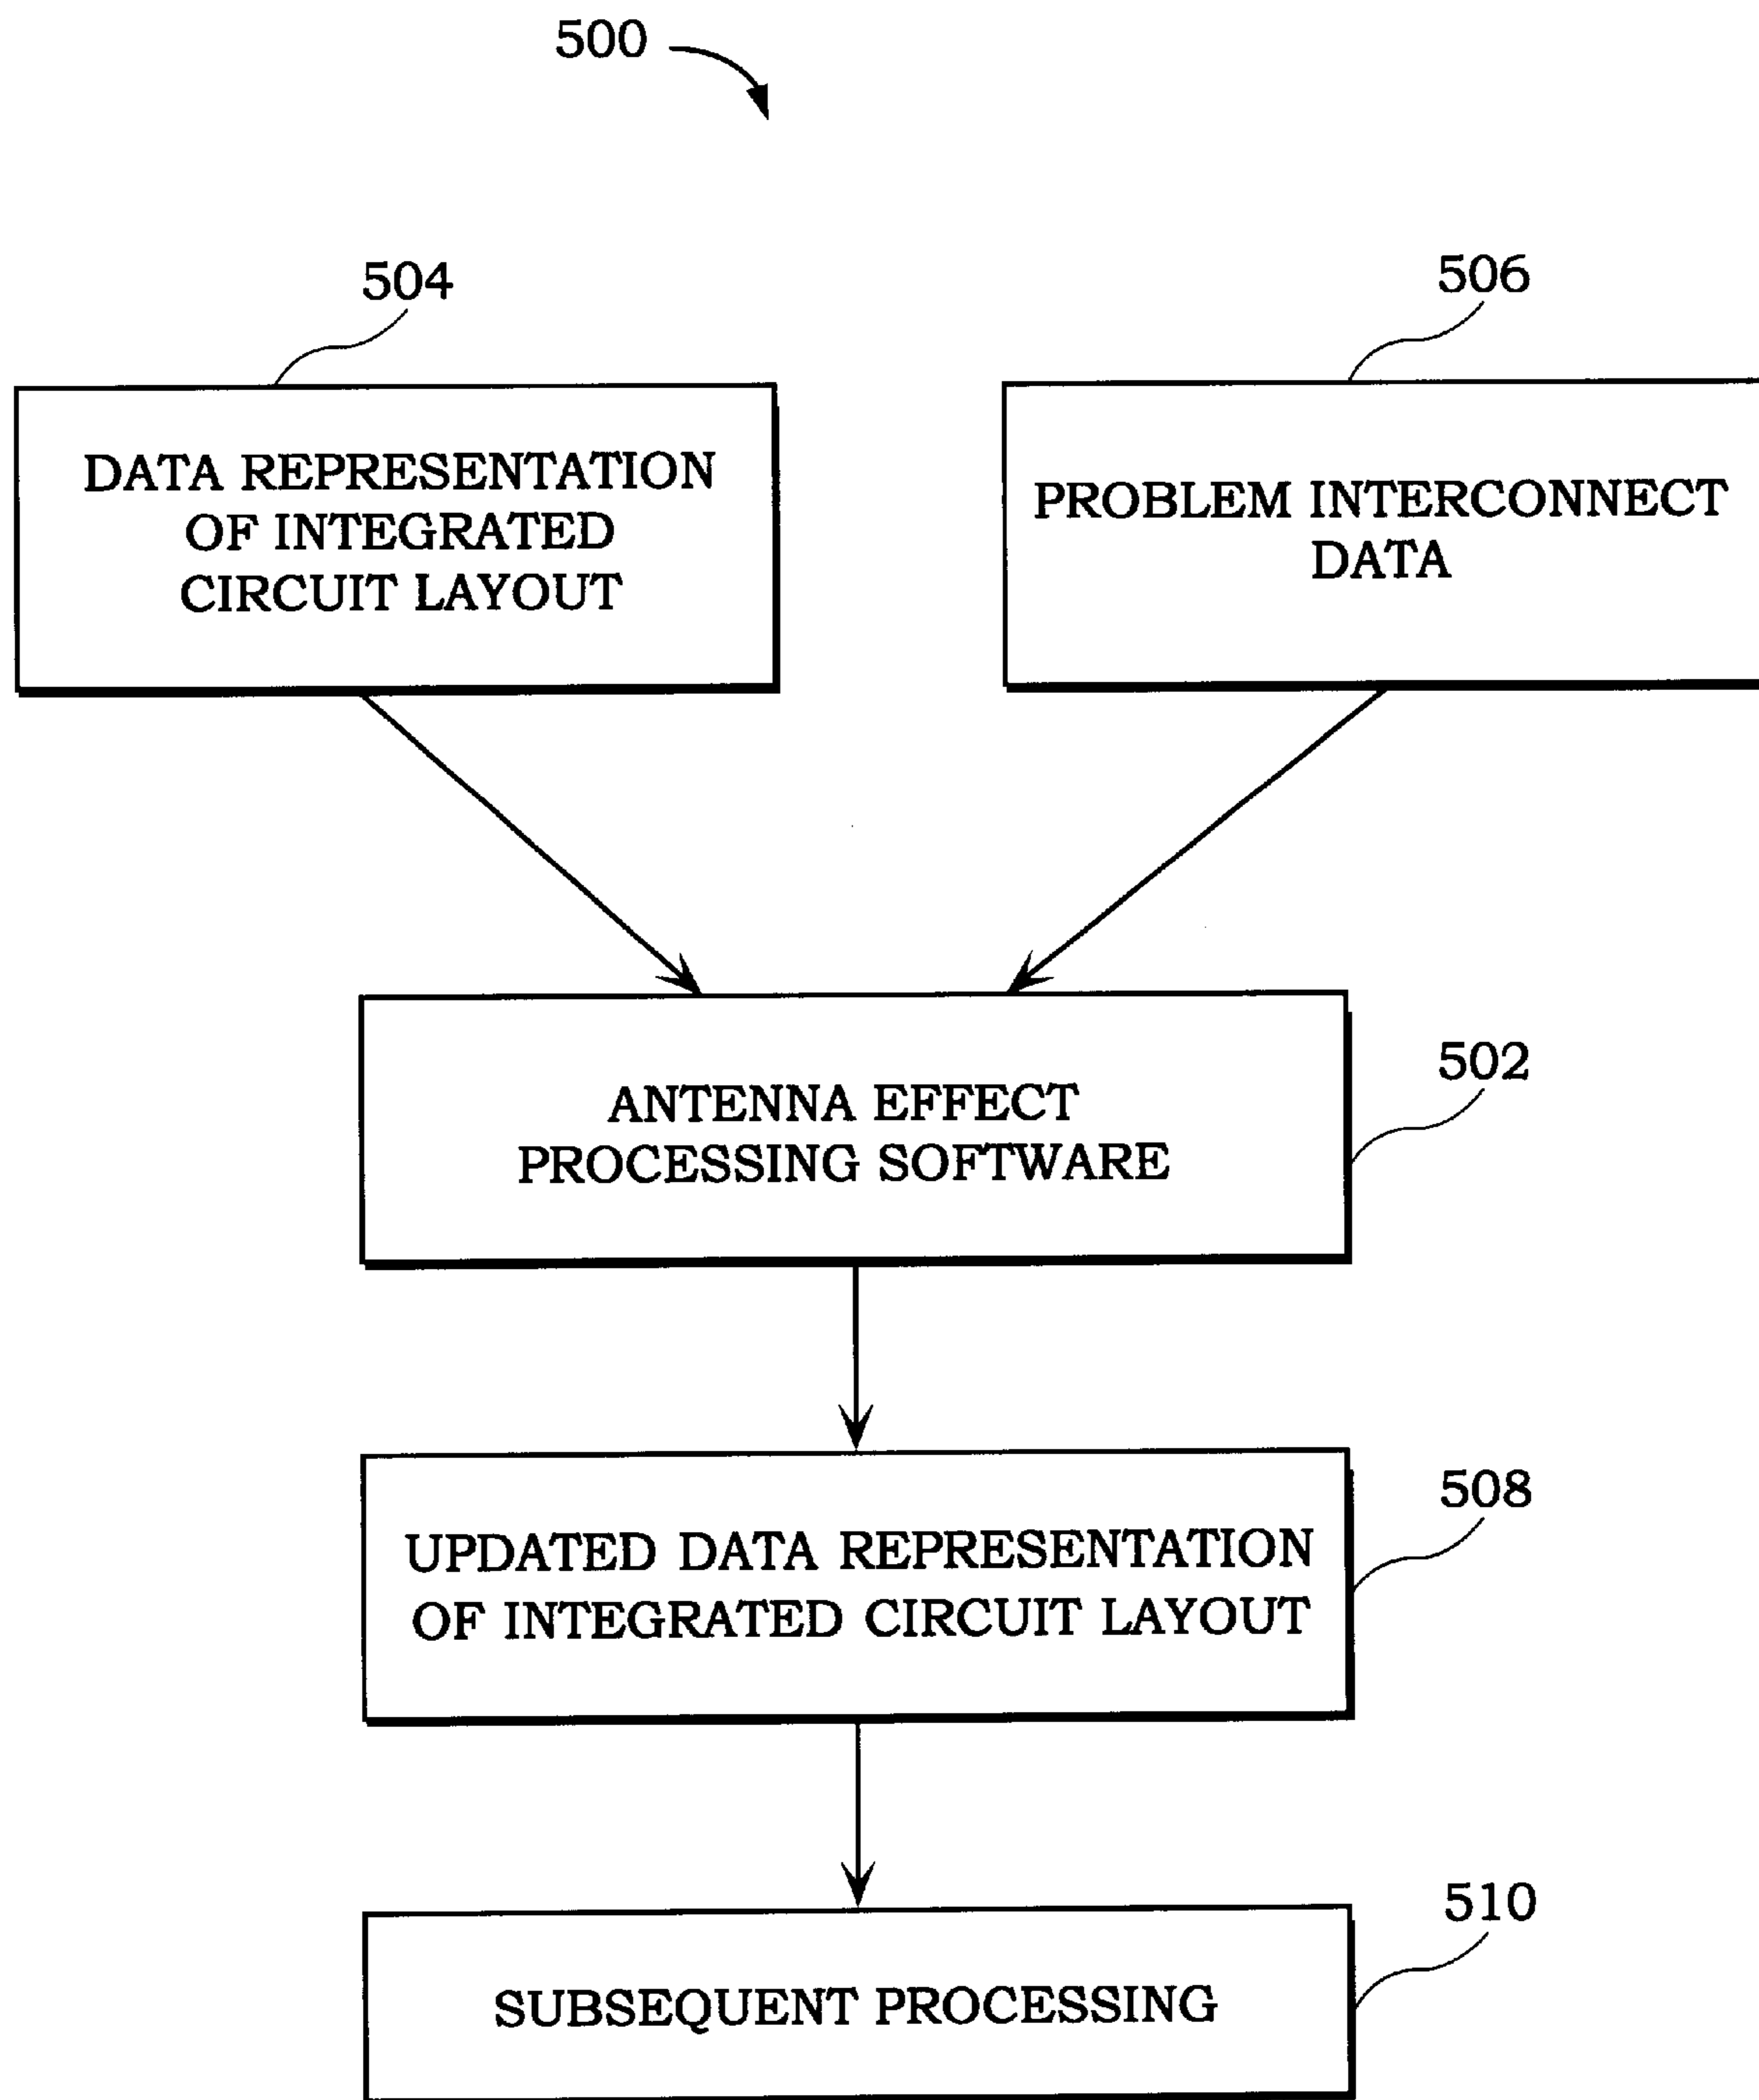 500
504
506
DATA REPRESENTATION
OF INTEGRATED
CIRCUIT LAYOUT
PROBLEM INTERCONNECT
DATA
502
ANTENNA EFFECT
PROCESSING SOFTWARE
508
UPDATED DATA REPRESENTATION
OF INTEGRATED CIRCUIT LAYOUT
510
SUBSEQUENT PROCESSING